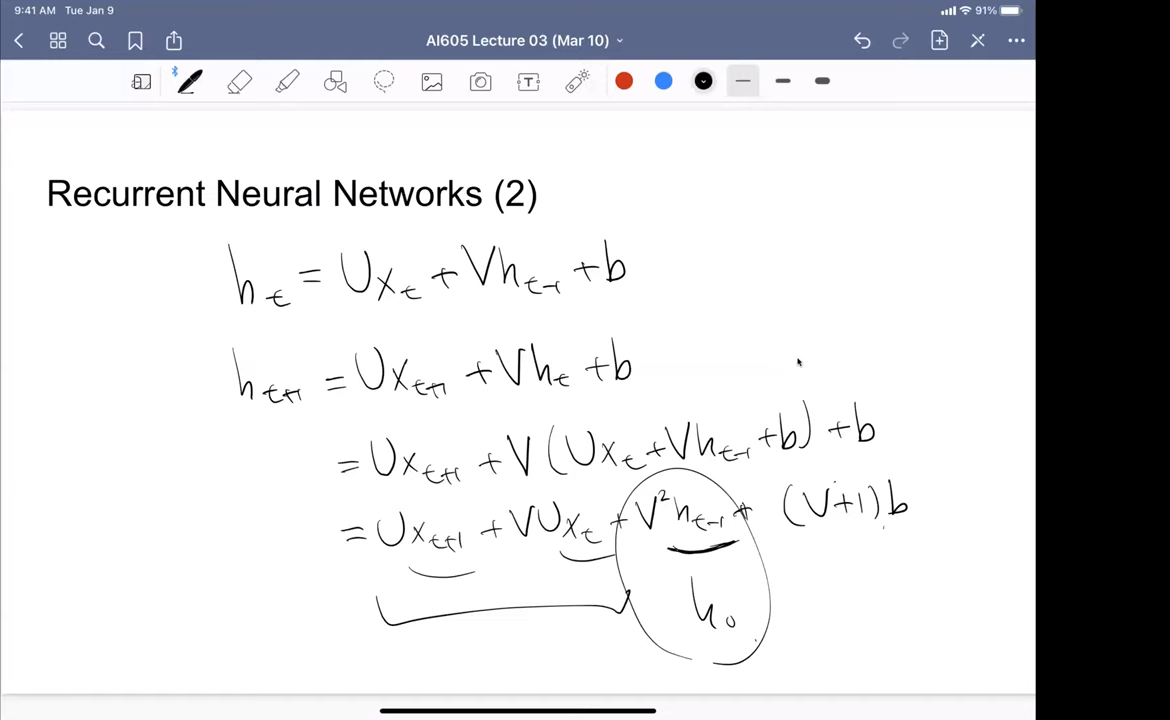 9:41 AM Tue Jan 9
91%
AI605 Lecture 03 (Mar 10)
T
Recurrent Neural Networks (2)
h_t = Ux_t + Vh_{t-1} + b
h_{t+1} = Ux_{t+1} + Vh_t + b
= Ux_{t+1} + V(Ux_t + Vh_{t-1} + b) + b
= Ux_{t+1} + VUx_t + V²h_{t-1} + (V+1)b
h_0